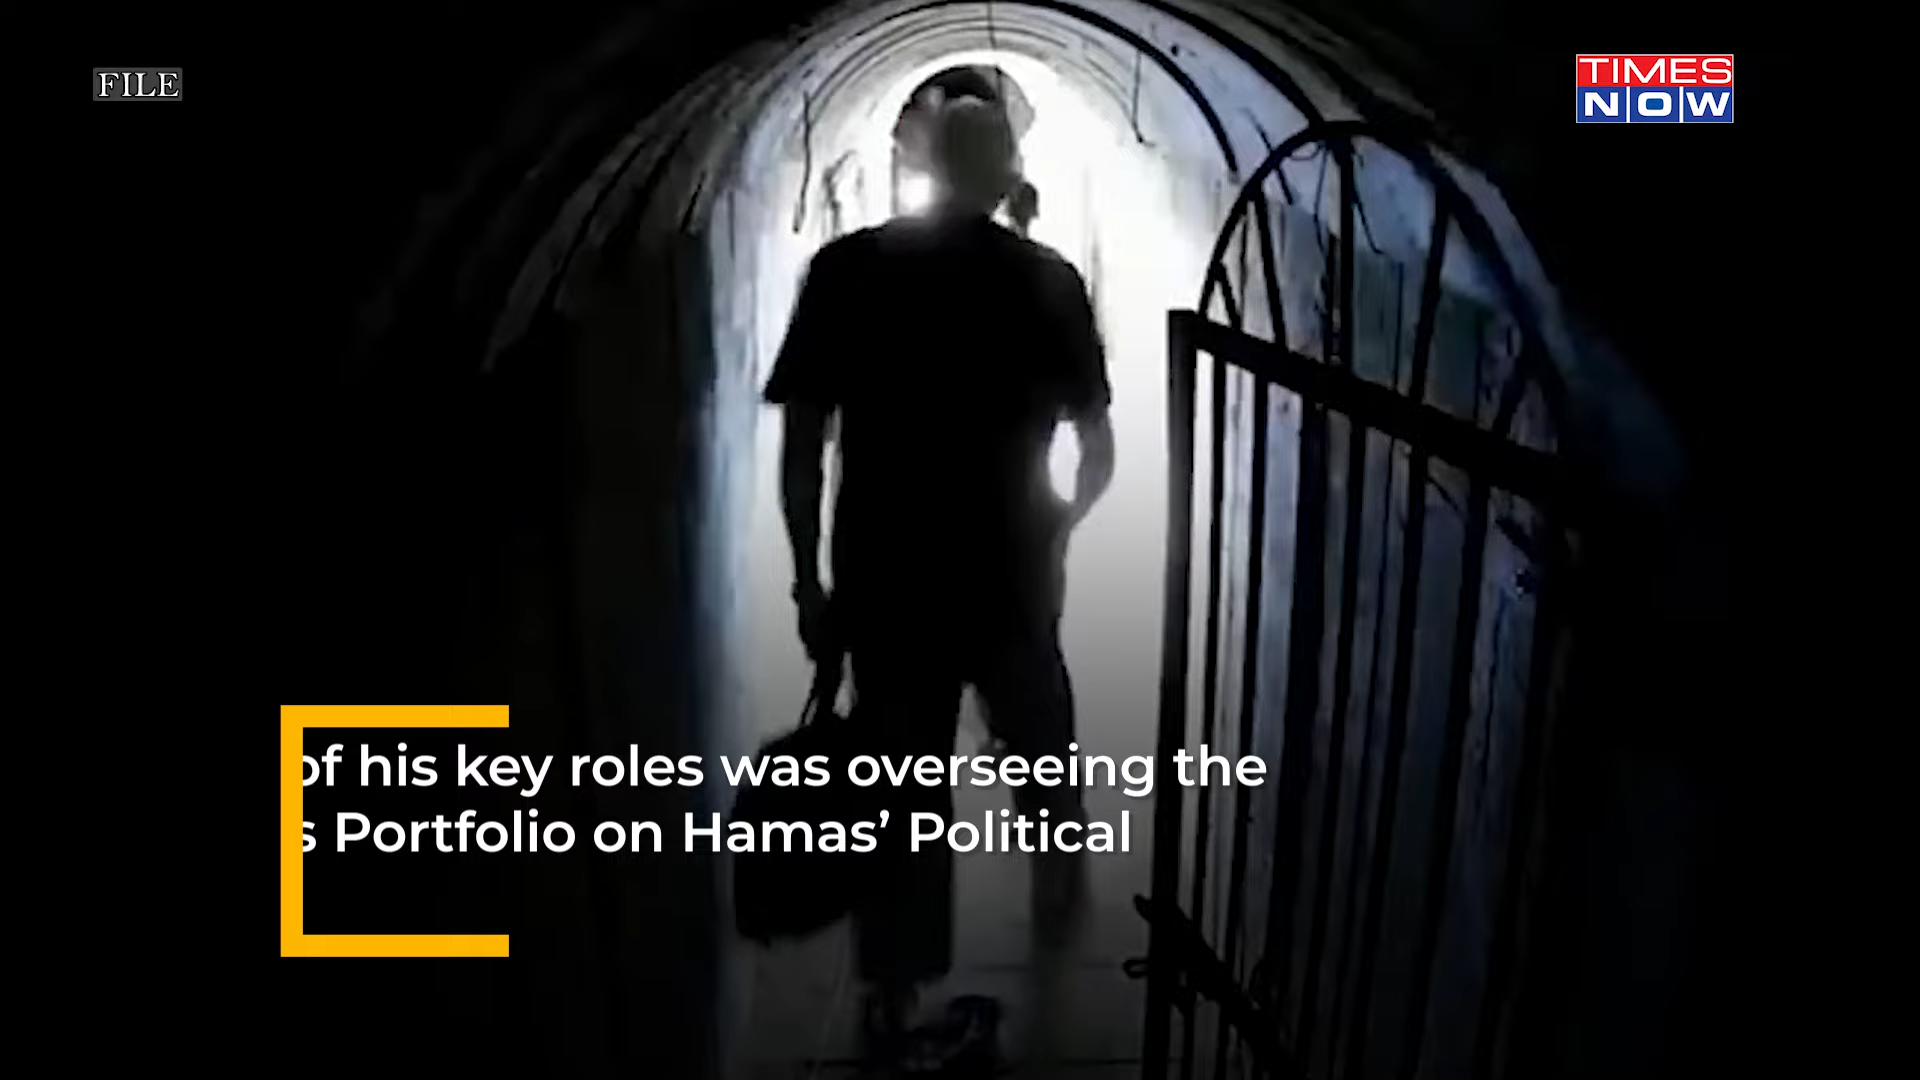 FILE
TIMES
NOW
of his key roles was overseeing the
s Portfolio on Hamas’ Political